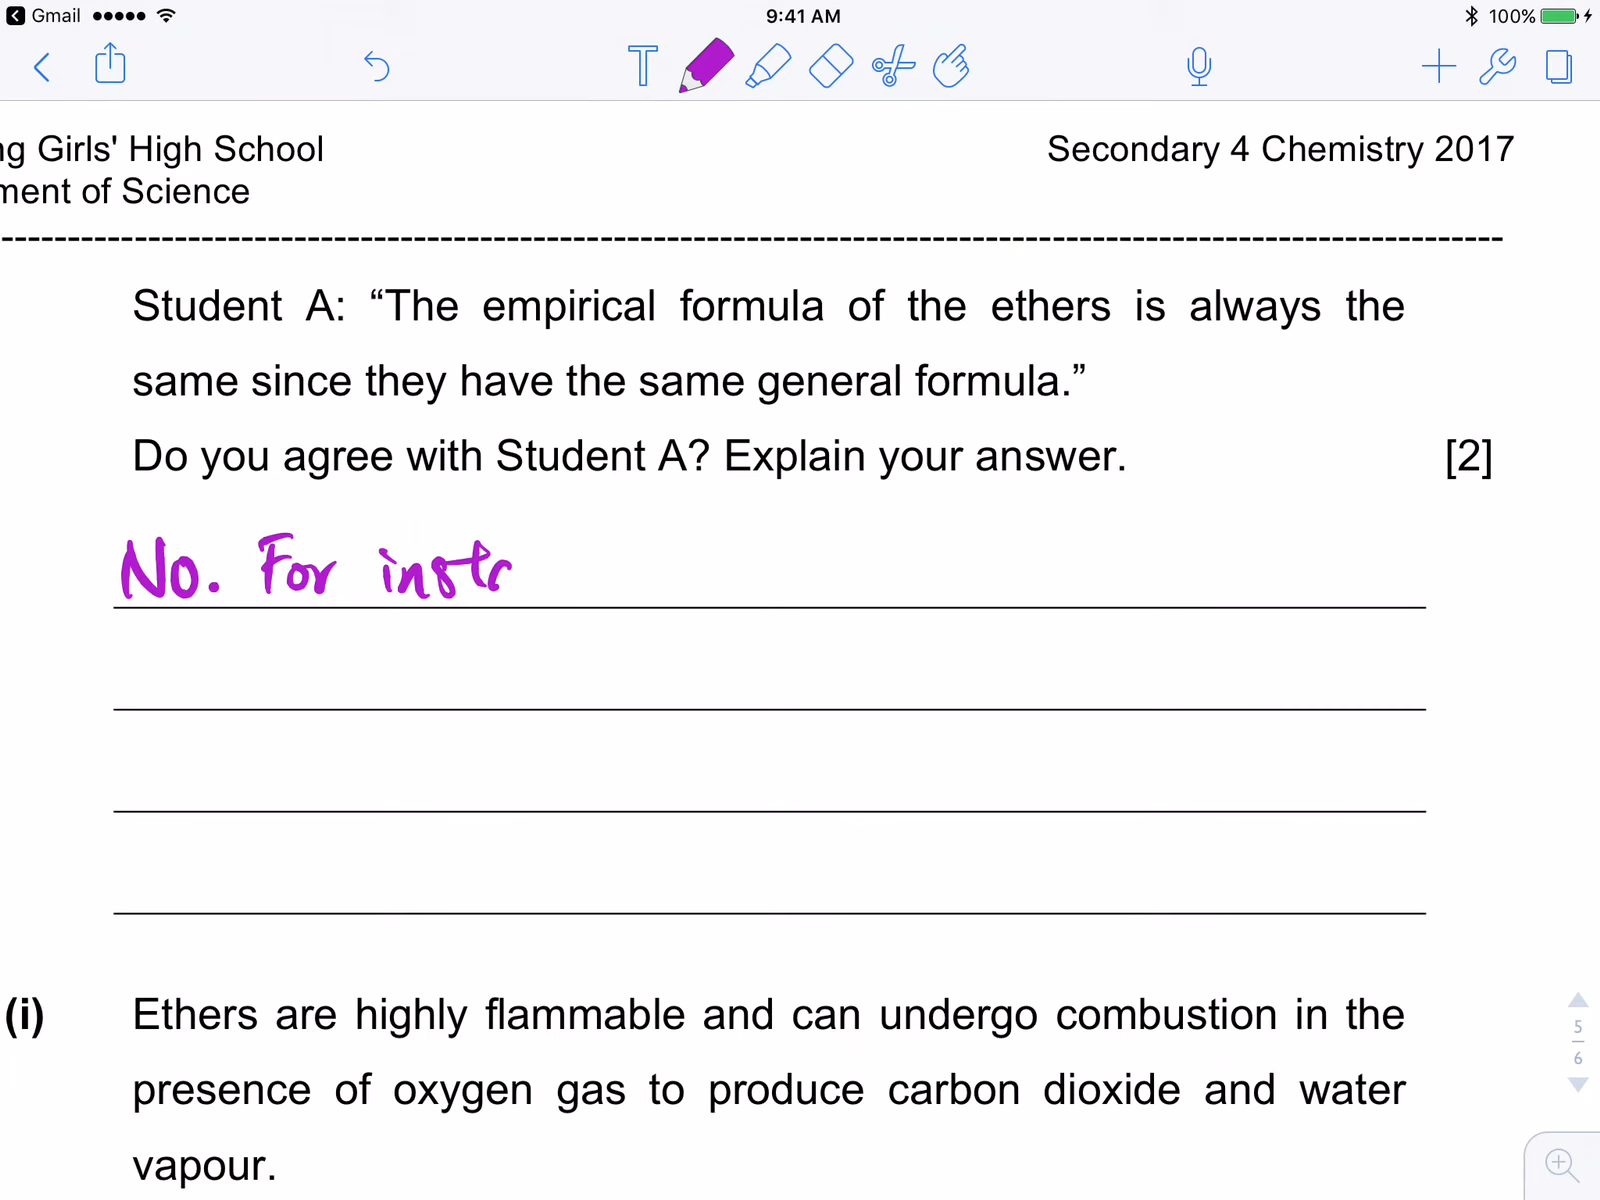 Gmail 9:41 AM 100%
ng Girls' High School Secondary 4 Chemistry 2017
ment of Science
Student A: “The empirical formula of the ethers is always the
same since they have the same general formula.”
Do you agree with Student A? Explain your answer. [2]
No. For instr
(i) Ethers are highly flammable and can undergo combustion in the
5
presence of oxygen gas to produce carbon dioxide and water
6
vapour.